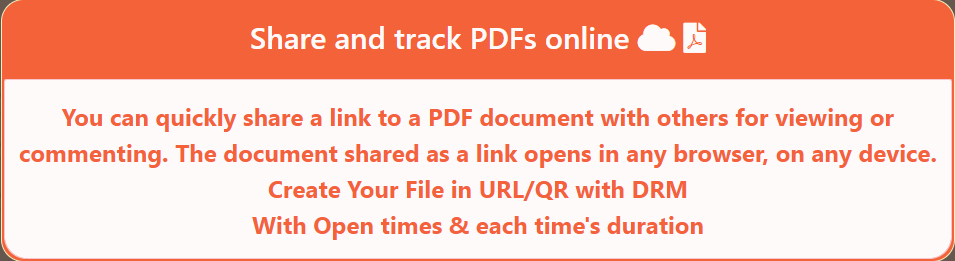 Share and track PDFs online
You can quickly share a link to a PDF document with others for viewing or
commenting. The document shared as a link opens in any browser, on any device.
Create Your File in URL/QR with DRM
With Open times & each time's duration